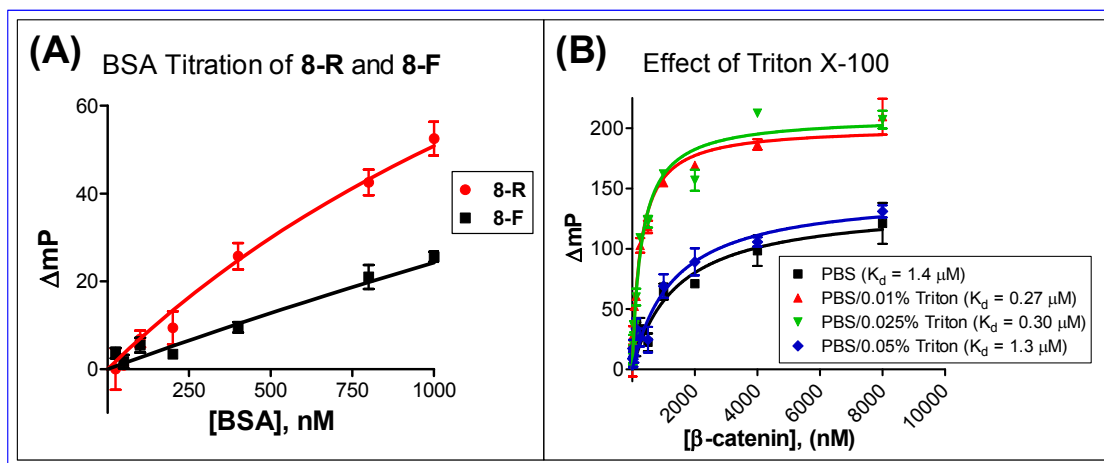 (A)
BSA Titration of 8-R and 8-F
60
40
20
0
250
500
750
1000
ΔmP
[BSA], nM
8-R
8-F
(B)
Effect of Triton X-100
200
150
100
50
0
2000
4000
6000
8000
10000
ΔmP
[β-catenin], (nM)
PBS (Kd = 1.4 μM)
PBS/0.01% Triton (Kd = 0.27 μM)
PBS/0.025% Triton (Kd = 0.30 μM)
PBS/0.05% Triton (Kd = 1.3 μM)